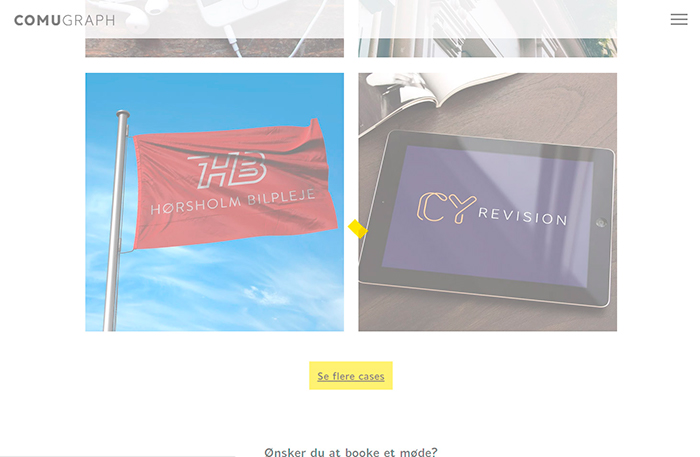 COMUGRAPH
HB
HØRSHOLM BILPLEJE
CY REVISION
Se flere cases
Ønsker du at booke et møde?